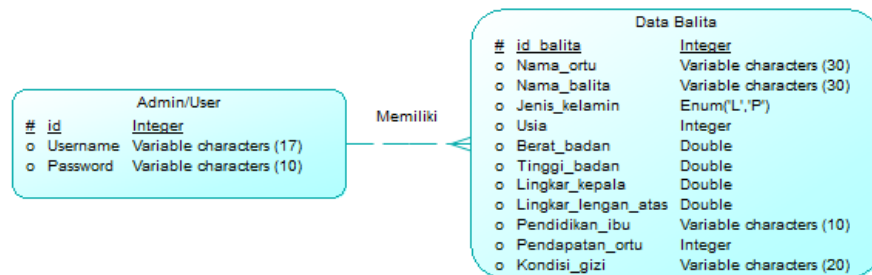 Admin/User
# id Integer
o Username Variable characters (17)
o Password Variable characters (10)
Memiliki
Data Balita
# id_balita Integer
o Nama_ortu Variable characters (30)
o Nama_balita Variable characters (30)
o Jenis_kelamin Enum('L','P')
o Usia Integer
o Berat_badan Double
o Tinggi_badan Double
o Lingkar_kepala Double
o Lingkar_lengan_atas Double
o Pendidikan_ibu Variable characters (10)
o Pendapatan_ortu Integer
o Kondisi_gizi Variable characters (20)